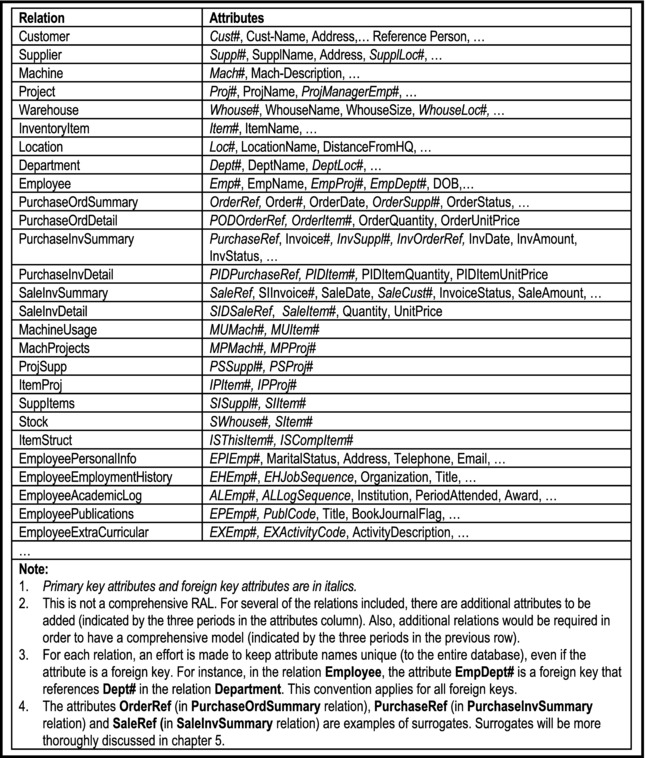 Relation Attributes
Customer Cust#, Cust-Name, Address,… Reference Person, …
Supplier Suppl#, SupplName, Address, SupplLoc#, …
Machine Mach#, Mach-Description, …
Project Proj#, ProjName, ProjManagerEmp#, …
Warehouse Whouse#, WhouseName, WhouseSize, WhouseLoc#, …
InventoryItem Item#, ItemName, …
Location Loc#, LocationName, DistanceFromHQ, …
Department Dept#, DeptName, DeptLoc#, …
Employee Emp#, EmpName, EmpProj#, EmpDept#, DOB,…
PurchaseOrdSummary OrderRef, Order#, OrderDate, OrderSuppl#, OrderStatus, …
PurchaseOrdDetail PODOrderRef, OrderItem#, OrderQuantity, OrderUnitPrice
PurchaseInvSummary PurchaseRef, Invoice#, InvSuppl#, InvOrderRef, InvDate, InvAmount,
InvStatus, …
PurchaseInvDetail PIDPurchaseRef, PIDItem#, PIDItemQuantity, PIDItemUnitPrice
SaleInvSummary SaleRef, SIInvoice#, SaleDate, SaleCust#, InvoiceStatus, SaleAmount, …
SaleInvDetail SIDSaleRef, SaleItem#, Quantity, UnitPrice
MachineUsage MUMach#, MUItem#
MachProjects MPMach#, MPProj#
ProjSupp PSSuppl#, PSProj#
ItemProj IPItem#, IPProj#
SuppItems SISupl#, SIItem#
Stock SWhouse#, SItem#
ItemStruct ISThisItem#, ISCompItem#
EmployeePersonalInfo EPIEmp#, MaritalStatus, Address, Telephone, Email, …
EmployeeEmploymentHistory EHEmp#, EHJobSequence, Organization, Title, …
EmployeeAcademicLog ALEmp#, ALLogSequence, Institution, PeriodAttended, Award, …
EmployeePublications EPEmp#, PublCode, Title, BookJournalFlag, …
EmployeeExtraCurricular EXEmp#, EXActivityCode, ActivityDescription, …
…
Note:
1. Primary key attributes and foreign key attributes are in italics.
2. This is not a comprehensive RAL. For several of the relations included, there are additional attributes to be
added (indicated by the three periods in the attributes column). Also, additional relations would be required in
order to have a comprehensive model (indicated by the three periods in the previous row).
3. For each relation, an effort is made to keep attribute names unique (to the entire database), even if the
attribute is a foreign key. For instance, in the relation Employee, the attribute EmpDept# is a foreign key that
references Dept# in the relation Department. This convention applies for all foreign keys.
4. The attributes OrderRef (in PurchaseOrdSummary relation), PurchaseRef (in PurchaseInvSummary
relation) and SaleRef (in SaleInvSummary relation) are examples of surrogates. Surrogates will be more
thoroughly discussed in chapter 5.